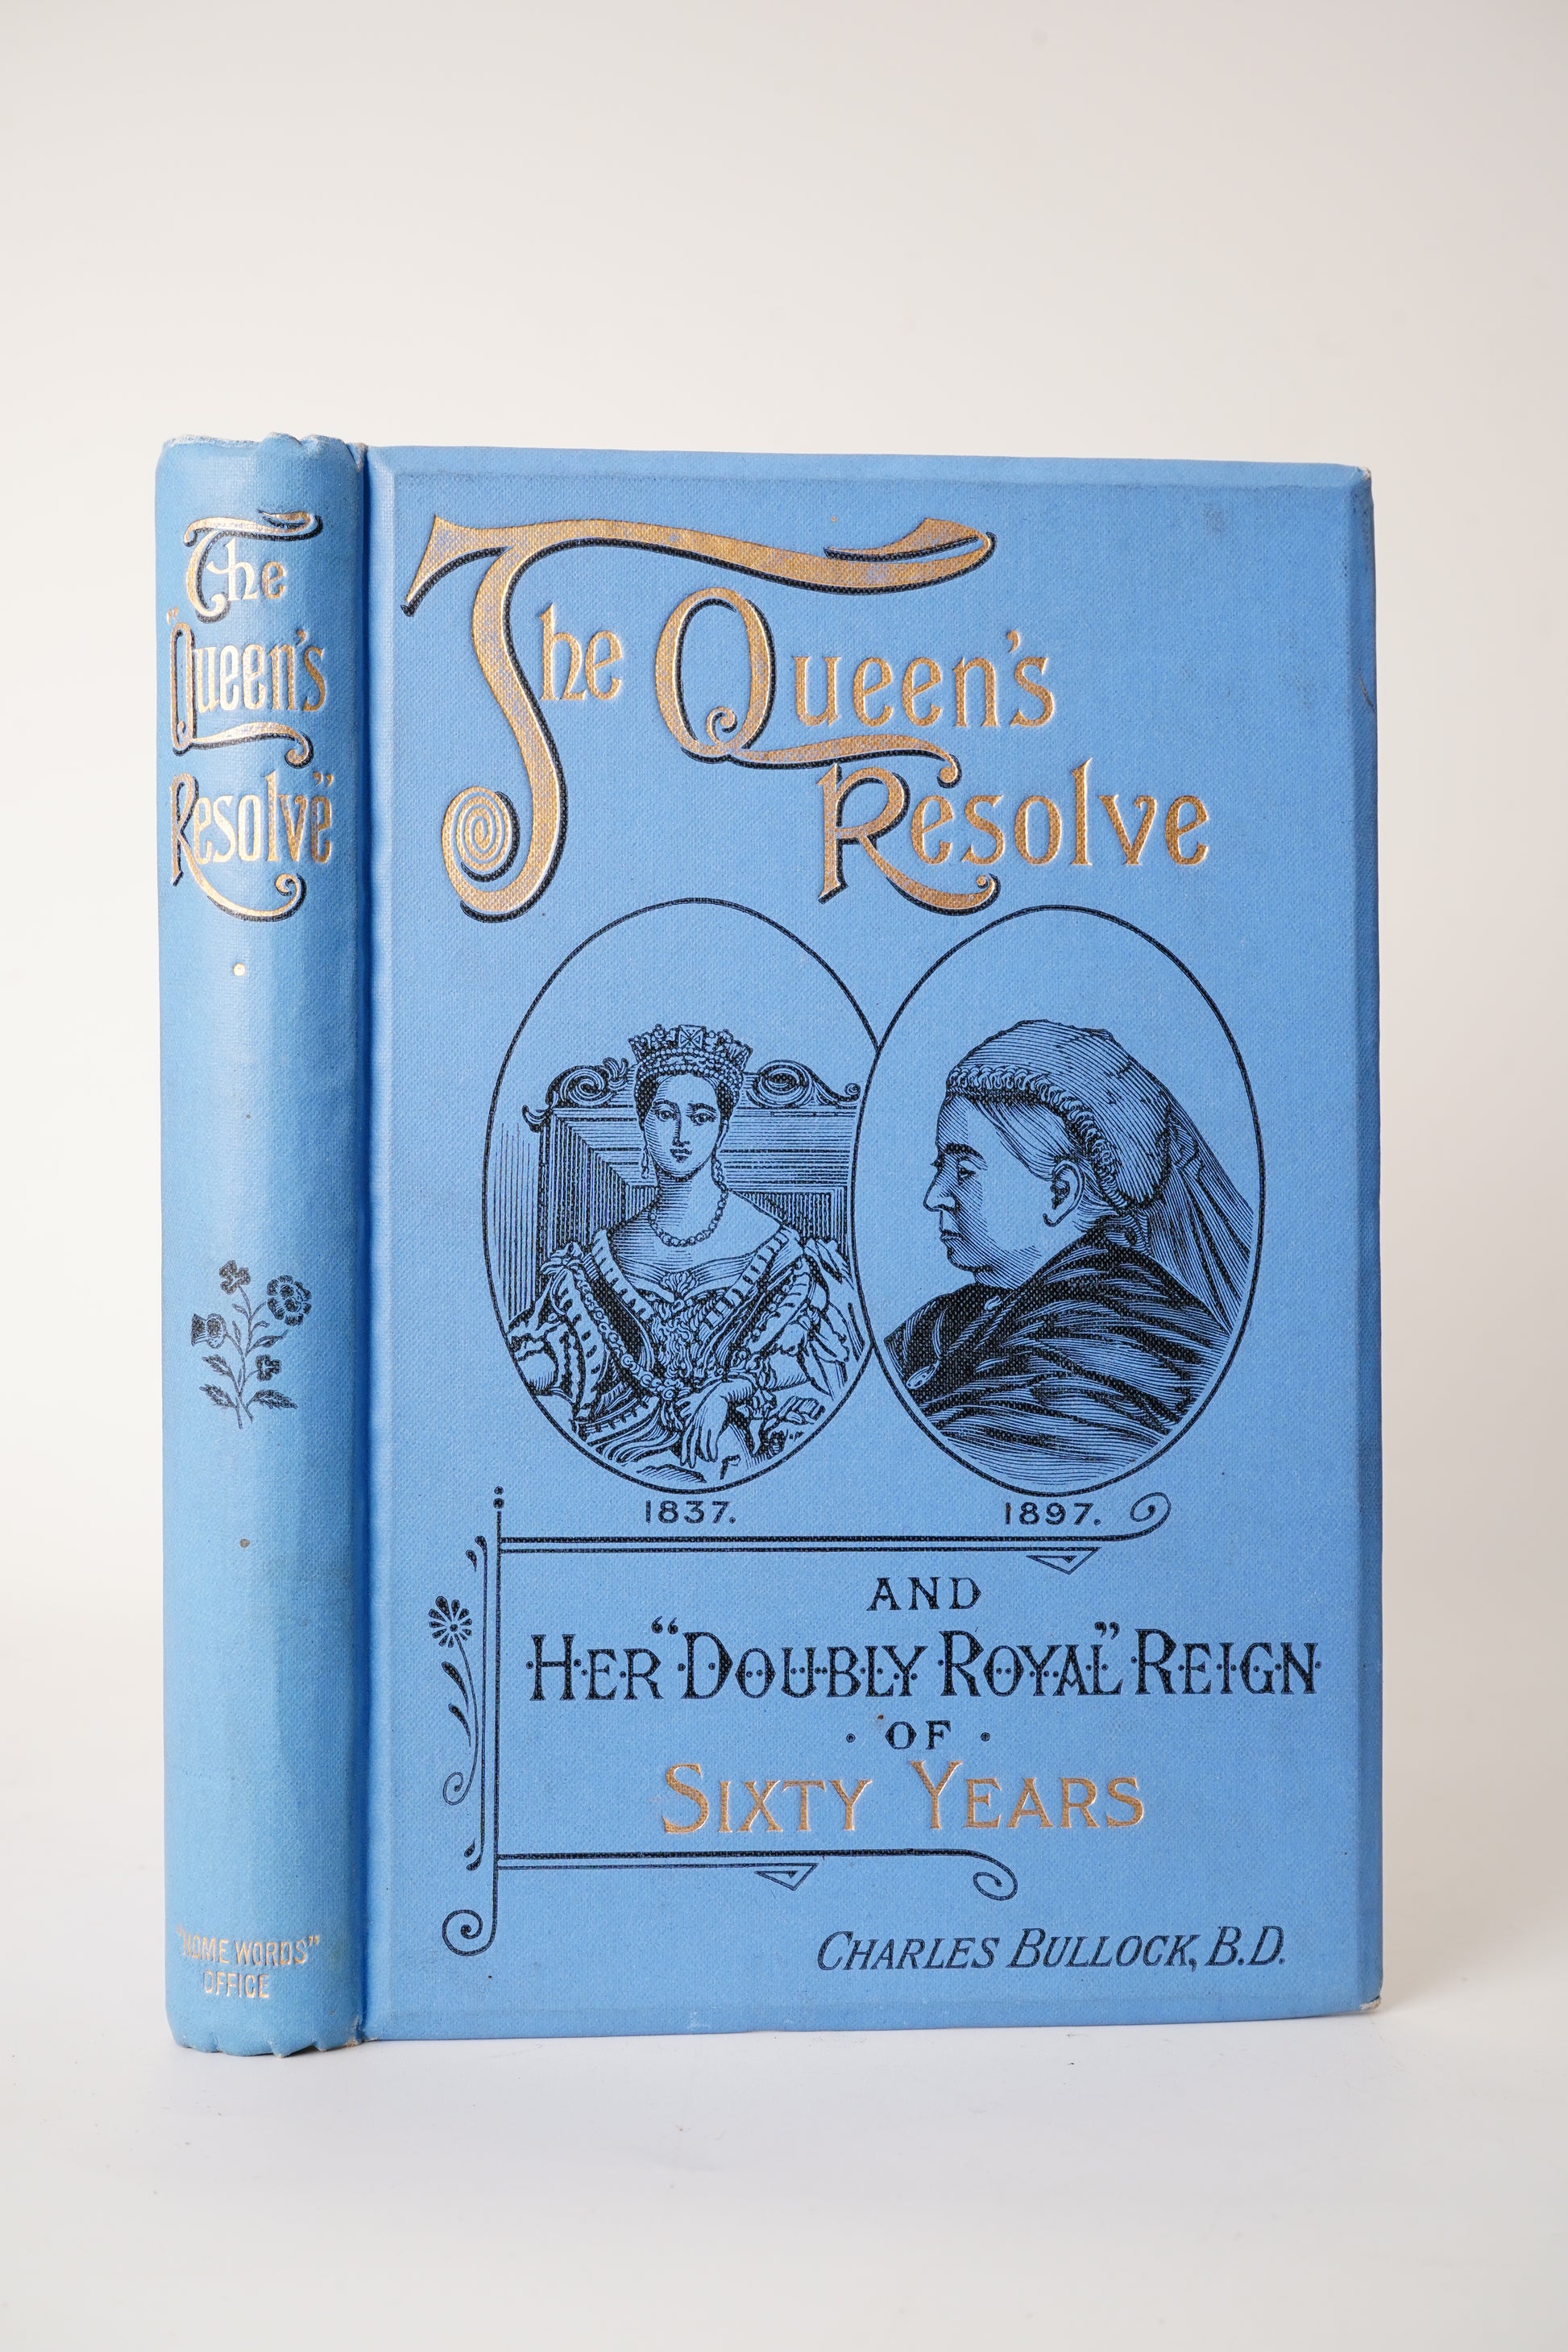 The
"Queen's
Resolve"
"HOME WORDS"
OFFICE
The Queen's
Resolve
1837. 1897.
AND
HER "DOUBLY ROYAL" REIGN
· OF ·
SIXTY YEARS
CHARLES BULLOCK, B.D.